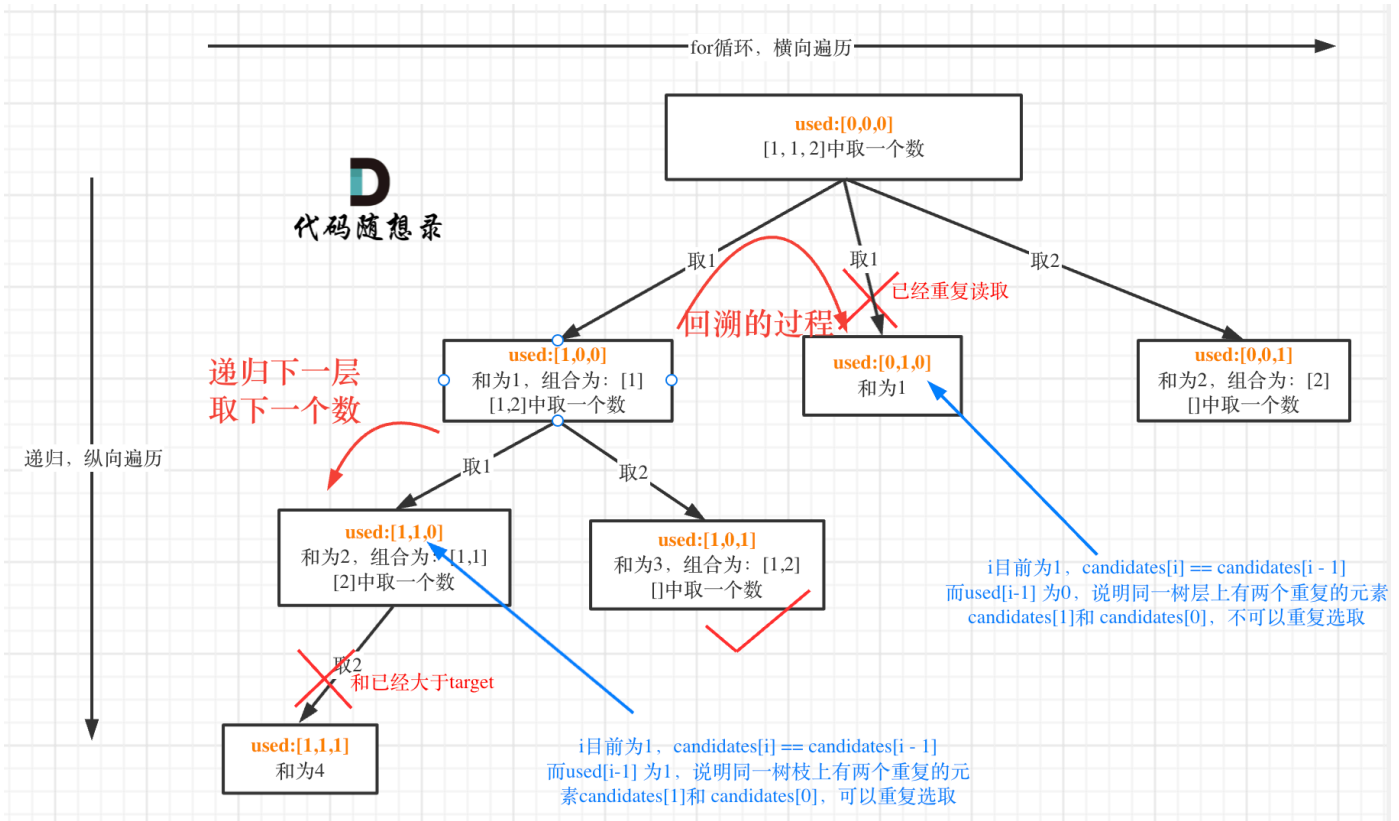 for循环，横向遍历
used:[0,0,0]
[1, 1, 2]中取一个数
代码随想录
取1
取1
取2
已经重复读取
回溯的过程
used:[1,0,0]
和为1，组合为：[1]
[1,2]中取一个数
used:[0,1,0]
和为1
used:[0,0,1]
和为2，组合为：[2]
[]中取一个数
递归下一层
取下一个数
递归，纵向遍历
取1
取2
used:[1,1,0]
和为2，组合为：[1,1]
[2]中取一个数
used:[1,0,1]
和为3，组合为：[1,2]
[]中取一个数
i目前为1，candidates[i] == candidates[i - 1]
而used[i-1] 为0，说明同一树层上有两个重复的元素
candidates[1]和 candidates[0]，不可以重复选取
取2
和已经大于target
used:[1,1,1]
和为4
i目前为1，candidates[i] == candidates[i - 1]
而used[i-1] 为1，说明同一树枝上有两个重复的元
素candidates[1]和 candidates[0]，可以重复选取